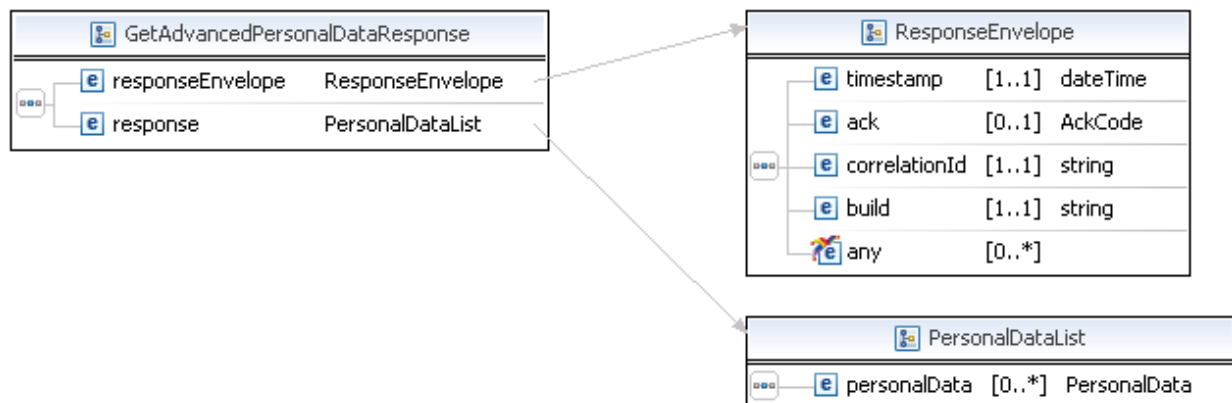 GetAdvancedPersonalDataResponse
e responseEnvelope ResponseEnvelope
e response PersonalDataList
ResponseEnvelope
e timestamp [1..1] dateTime
e ack [0..1] AckCode
e correlationId [1..1] string
e build [1..1] string
e any [0..*]
PersonalDataList
e personalData [0..*] PersonalData